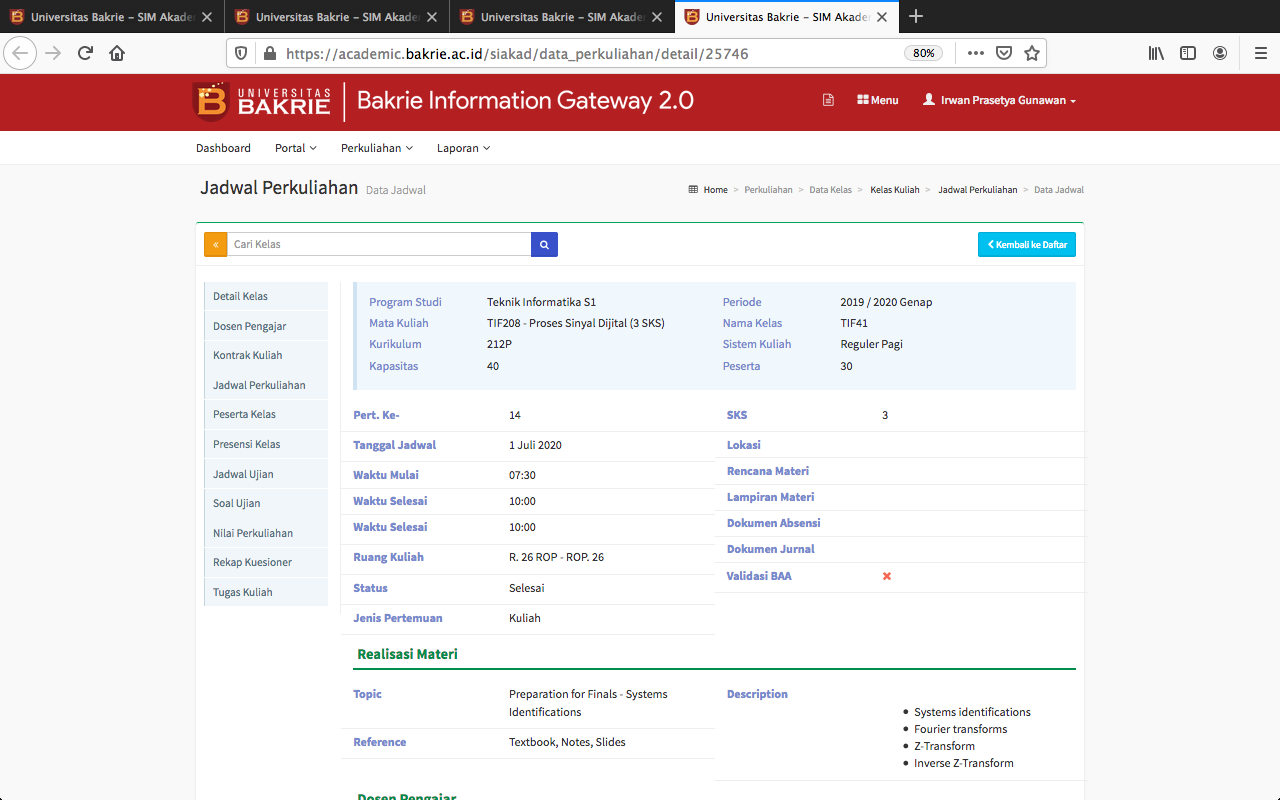 Universitas Bakrie – SIM Akade
Universitas Bakrie – SIM Akade
Universitas Bakrie – SIM Akade
Universitas Bakrie – SIM Akade
https://academic.bakrie.ac.id/siakad/data_perkuliahan/detail/25746
80%
UNIVERSITAS
BAKRIE
Bakrie Information Gateway 2.0
Menu
Irwan Prasetya Gunawan
Dashboard Portal Perkuliahan Laporan
Jadwal Perkuliahan Data Jadwal
Home > Perkuliahan > Data Kelas > Kelas Kuliah > Jadwal Perkuliahan > Data Jadwal
« Cari Kelas
Kembali ke Daftar
Detail Kelas
Dosen Pengajar
Kontrak Kuliah
Jadwal Perkuliahan
Peserta Kelas
Presensi Kelas
Jadwal Ujian
Soal Ujian
Nilai Perkuliahan
Rekap Kuesioner
Tugas Kuliah
Program Studi Teknik Informatika S1 Periode 2019 / 2020 Genap
Mata Kuliah TIF208 - Proses Sinyal Dijital (3 SKS) Nama Kelas TIF41
Kurikulum 212P Sistem Kuliah Reguler Pagi
Kapasitas 40 Peserta 30
Pert. Ke- 14
Tanggal Jadwal 1 Juli 2020
Waktu Mulai 07:30
Waktu Selesai 10:00
Waktu Selesai 10:00
Ruang Kuliah R. 26 ROP - ROP. 26
Status Selesai
Jenis Pertemuan Kuliah
SKS 3
Lokasi
Rencana Materi
Lampiran Materi
Dokumen Absensi
Dokumen Jurnal
Validasi BAA
Realisasi Materi
Topic Preparation for Finals - Systems
Identifications
Reference Textbook, Notes, Slides
Description
• Systems identifications
• Fourier transforms
• Z-Transform
• Inverse Z-Transform
Dosen Pengajar